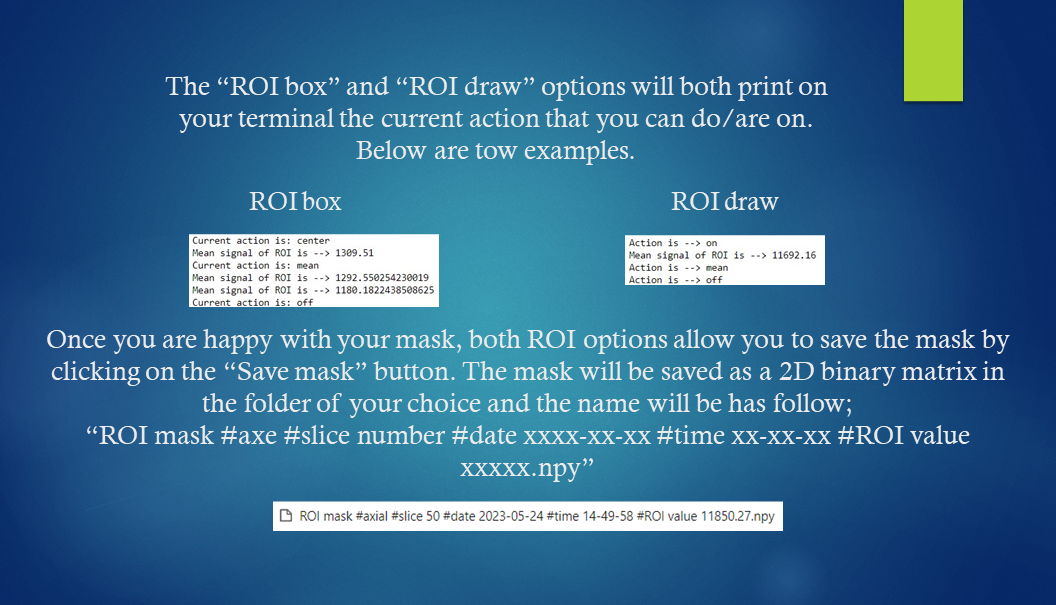 The “ROI box” and “ROI draw” options will both print on
your terminal the current action that you can do/are on.
Below are tow examples.
ROI box
Current action is: center
Mean signal of ROI is --> 1309.51
Current action is: mean
Mean signal of ROI is --> 1292.550254230019
Mean signal of ROI is --> 1180.1822438508625
Current action is: off
ROI draw
Action is --> on
Mean signal of ROI is --> 11692.16
Action is --> mean
Action is --> off
Once you are happy with your mask, both ROI options allow you to save the mask by
clicking on the “Save mask” button. The mask will be saved as a 2D binary matrix in
the folder of your choice and the name will be has follow;
“ROI mask #axe #slice number #date xxxx-xx-xx #time xx-xx-xx #ROI value
xxxxx.npy”
ROI mask #axial #slice 50 #date 2023-05-24 #time 14-49-58 #ROI value 11850.27.npy